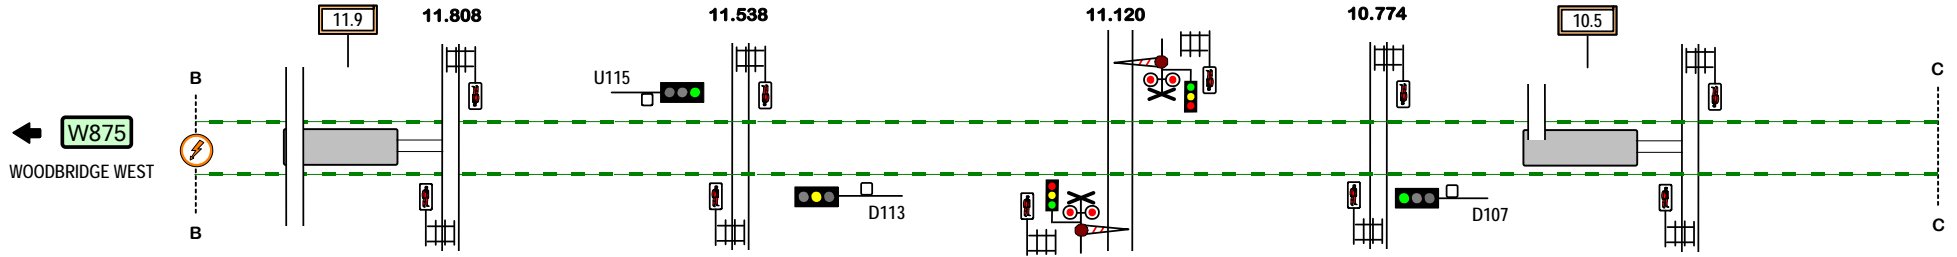 11.9
11.808
11.538
11.120
10.774
10.5
B
C
U115
W875
WOODBRIDGE WEST
D113
D107
B
C